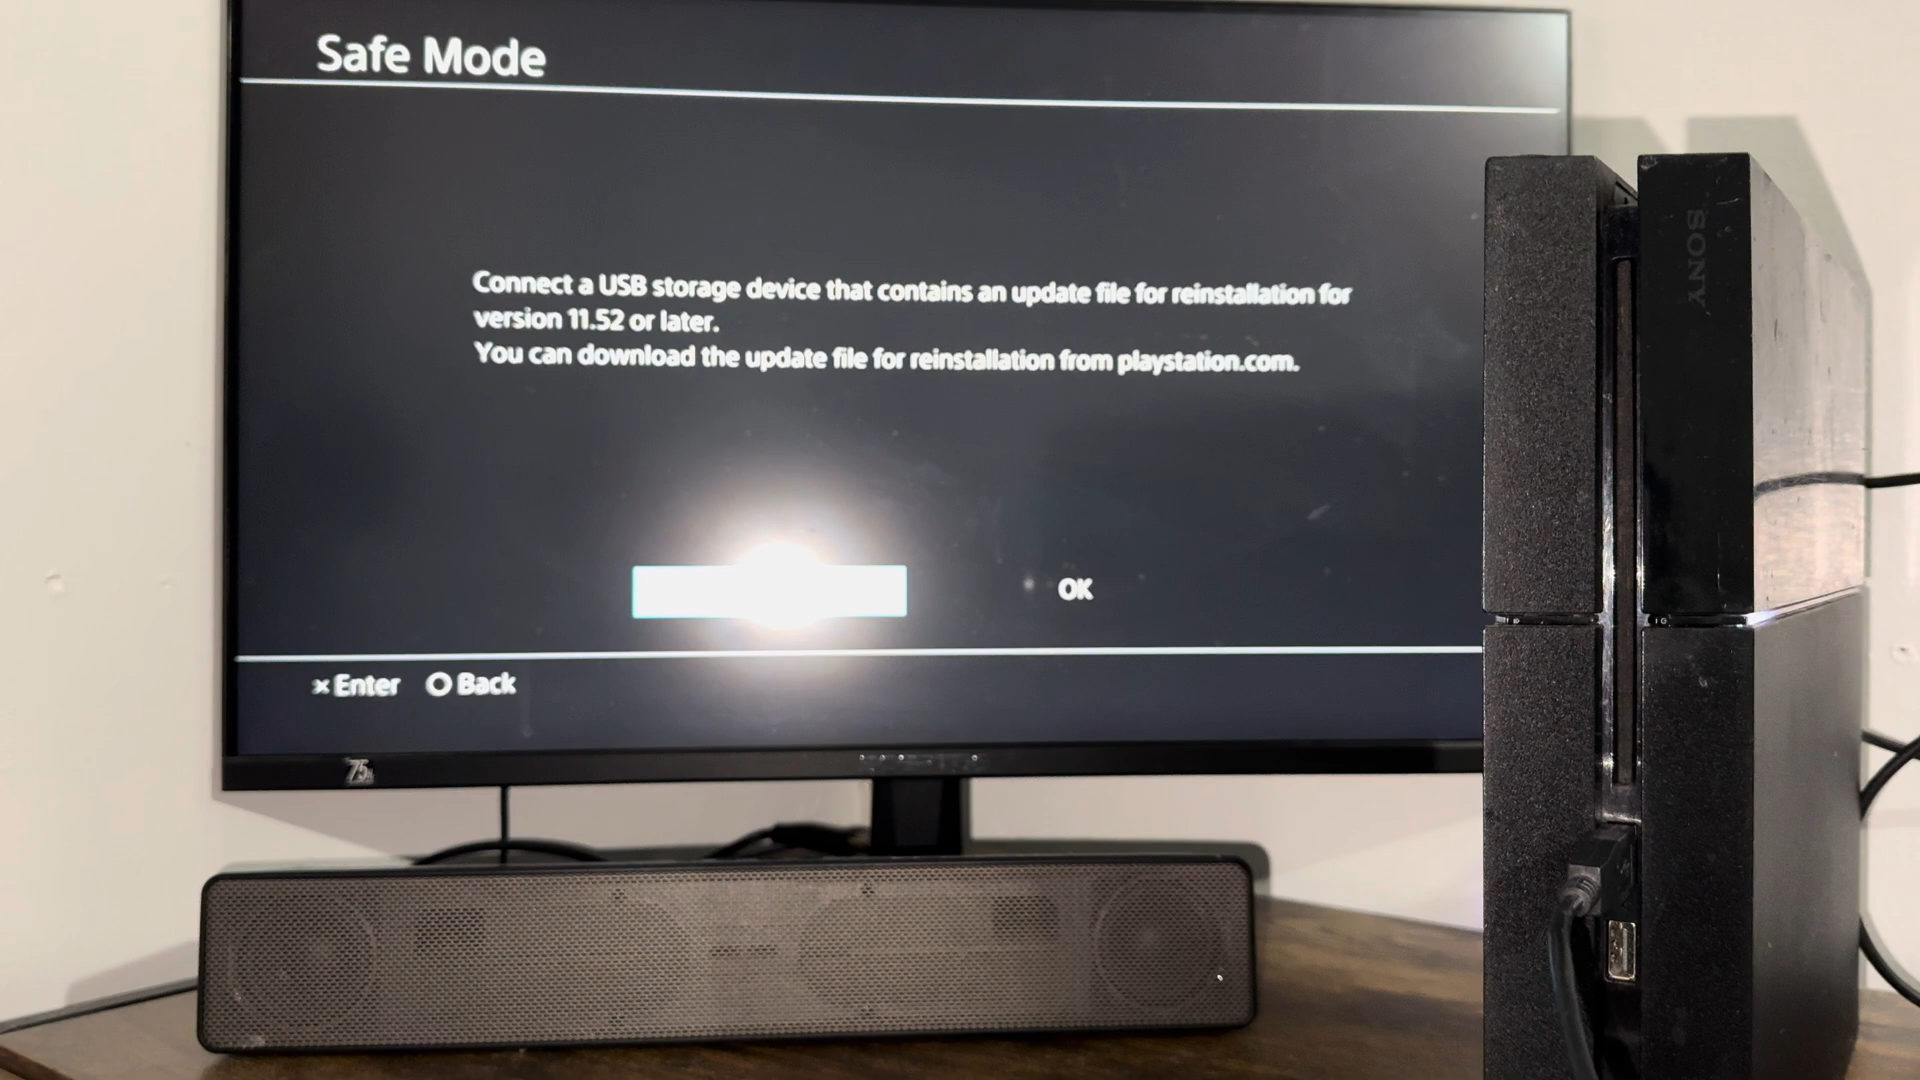 Safe Mode
Connect a USB storage device that contains an update file for reinstallation for
version 11.52 or later.
You can download the update file for reinstallation from playstation.com.
OK
×Enter ○Back
SONY
75